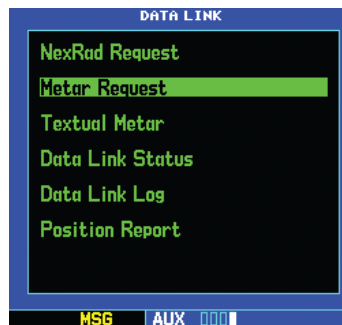 DATA LINK
NexRad Request
Metar Request
Textual Metar
Data Link Status
Data Link Log
Position Report
MSG AUX